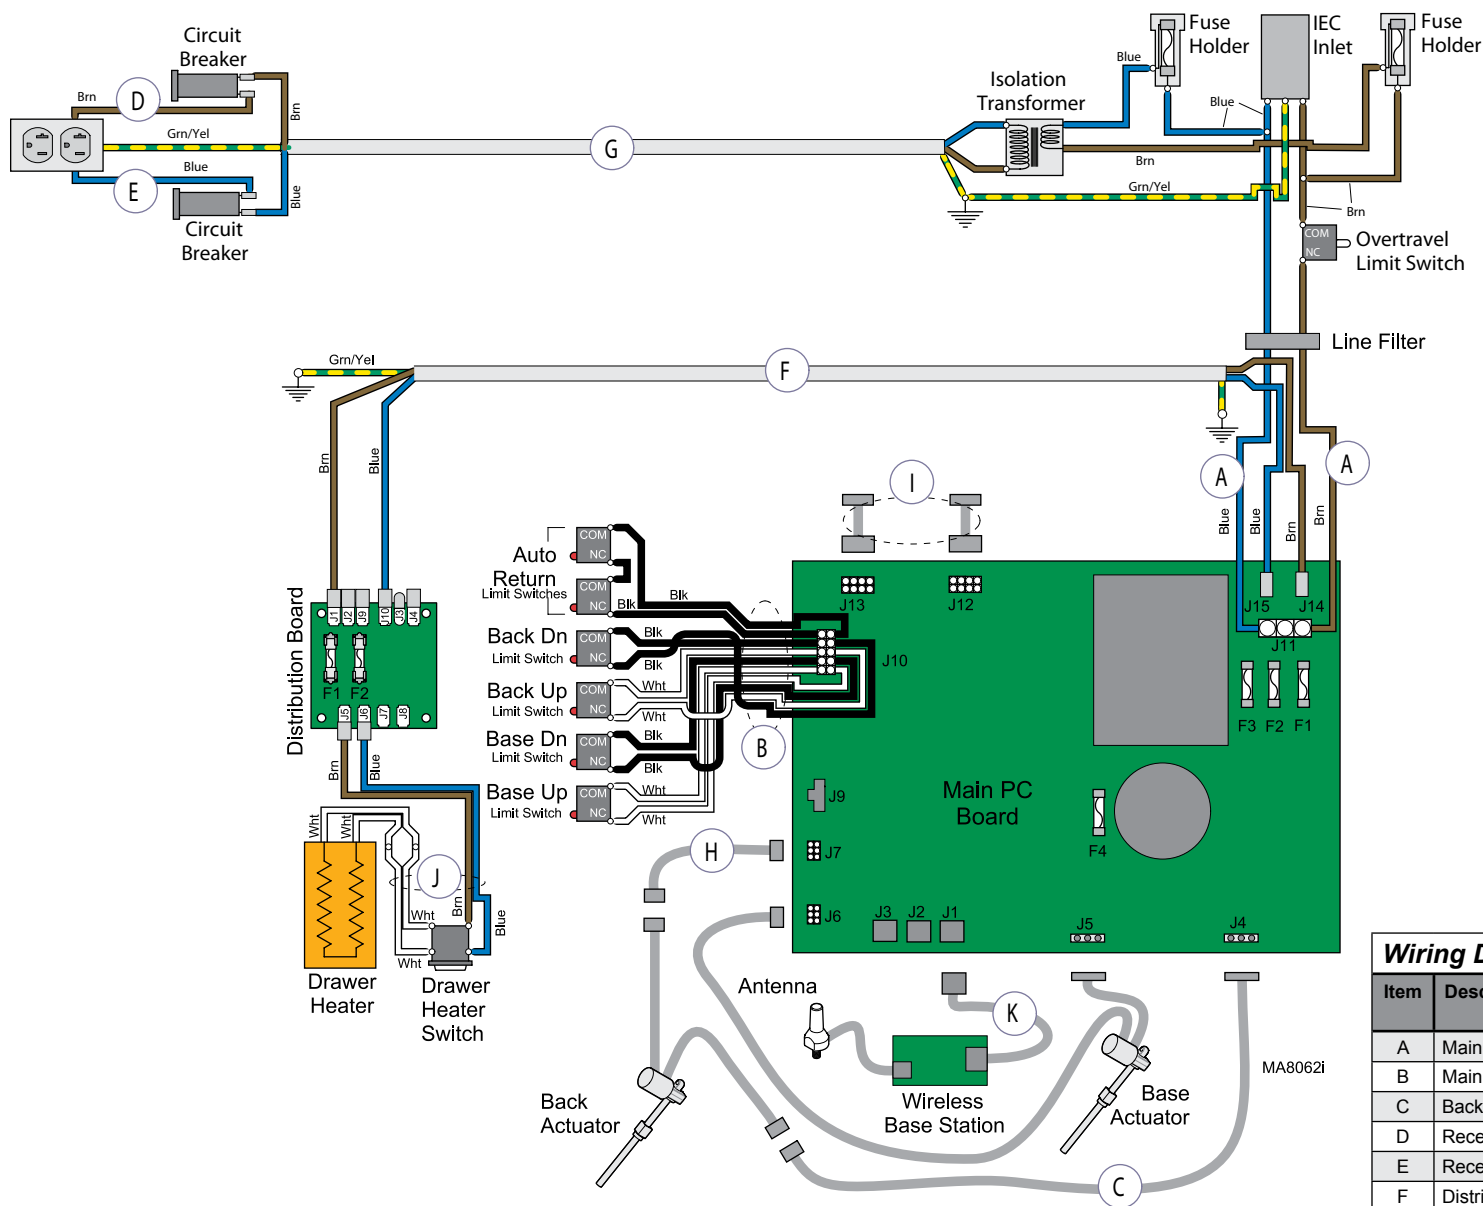 Circuit
Breaker
Brn
D
Brn
Grn/Yel
Blue
E
Blue
Circuit
Breaker
G
Isolation
Transformer
Blue
Fuse
Holder
IEC
Inlet
Fuse
Holder
Blue
Brn
Grn/Yel
Brn
COM
NC
Overtravel
Limit Switch
Line Filter
Grn/Yel
F
Brn
Blue
A
A
Blue
Blue
Brn
Brn
I
Auto
Return
Limit Switches
COM
NC
COM
NC
Blk
Blk
Back Dn
Limit Switch
COM
NC
Blk
Blk
Back Up
Limit Switch
COM
NC
Wht
Wht
Base Dn
Limit Switch
COM
NC
Blk
Blk
Base Up
Limit Switch
COM
NC
Wht
Wht
B
Distribution Board
J1
J2
J9
J10
J3
J4
F1
F2
J5
J6
J7
J8
Brn
Blue
Wht
Wht
J
Wht
Brn
Blue
Wht
Drawer
Heater
Drawer
Heater
Switch
J13
J12
J15
J14
J11
J10
F3
F2
F1
J9
Main PC
Board
F4
J7
H
J6
J3
J2
J1
J5
J4
Antenna
K
Wireless
Base Station
Back
Actuator
Base
Actuator
C
MA8062i
Wiring D
Item
Desc
A
Main
B
Main
C
Back
D
Rece
E
Rece
F
Distri